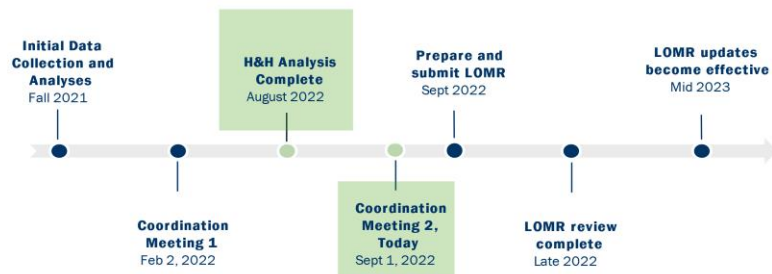 Initial Data
Collection and
Analyses
Fall 2021
H&H Analysis
Complete
August 2022
Prepare and
submit LOMR
Sept 2022
LOMR updates
become effective
Mid 2023
Coordination
Meeting 1
Feb 2, 2022
Coordination
Meeting 2,
Today
Sept 1, 2022
LOMR review
complete
Late 2022